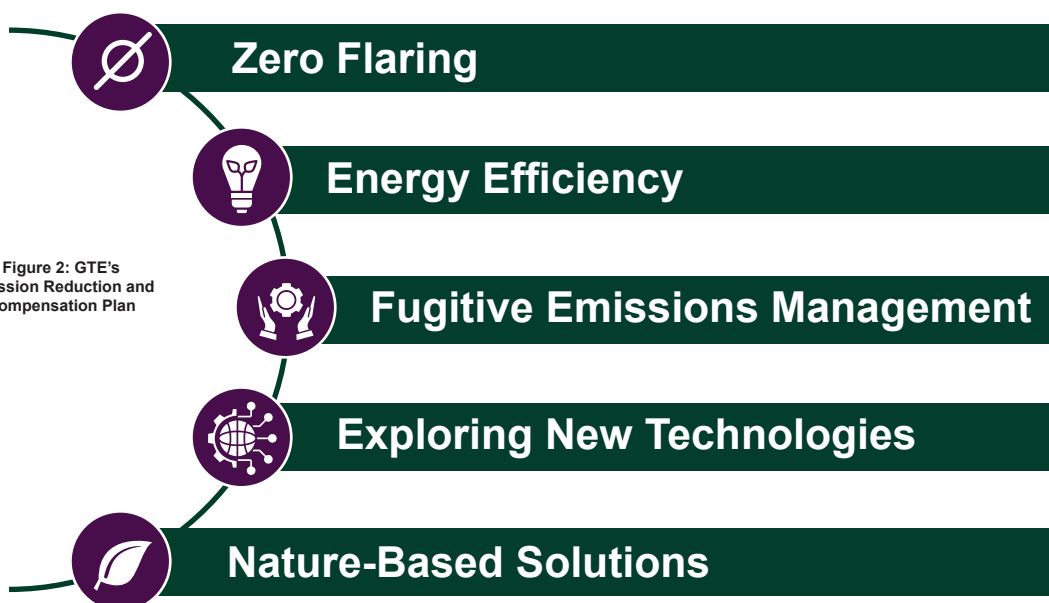 Zero Flaring
Energy Efficiency
Figure 2: GTE's
ssion Reduction and
ompensation Plan
Fugitive Emissions Management
Exploring New Technologies
Nature-Based Solutions